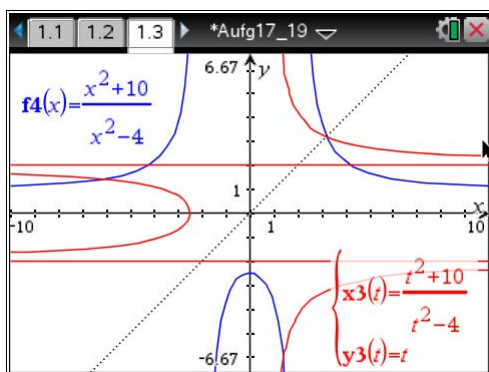 1.1 1.2 1.3 *Aufg17_19
6.67 y
f4(x)=x²+10
x²-4
1
x
-10 1 10
x3(t)=t²+10
t²-4
y3(t)=t
-6.67